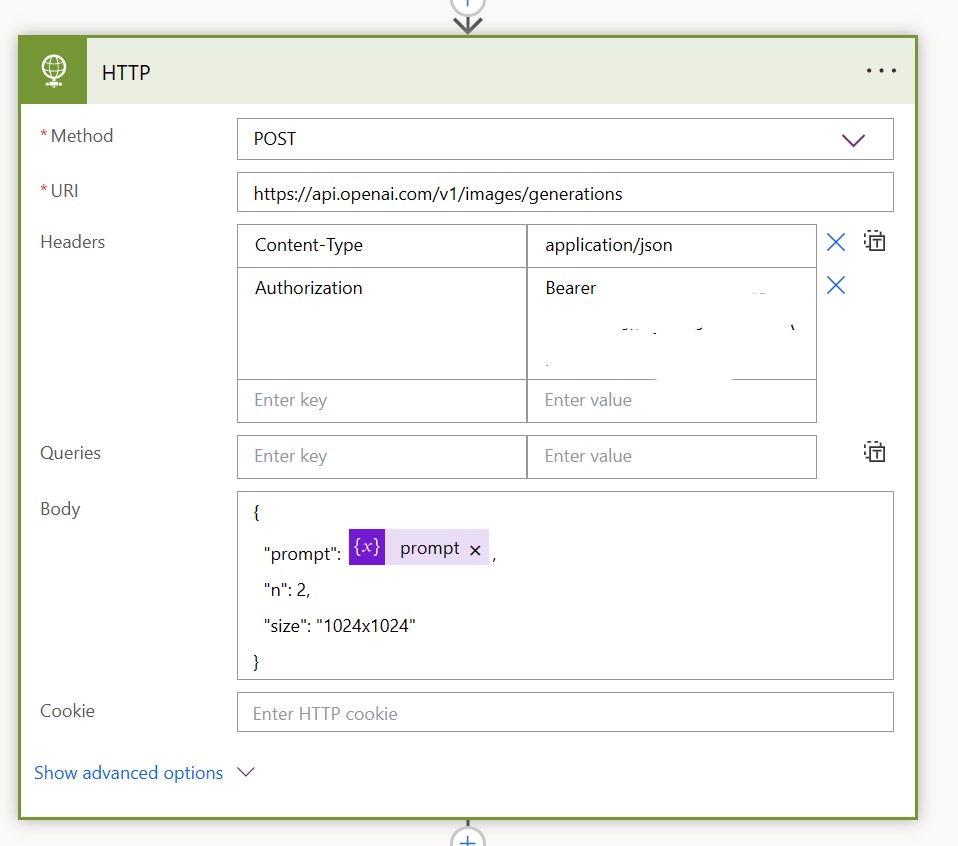 HTTP
* Method POST
* URI https://api.openai.com/v1/images/generations
Headers Content-Type application/json
Authorization Bearer
Enter key Enter value
Queries Enter key Enter value
Body {
"prompt": {x} prompt × ,
"n": 2,
"size": "1024x1024"
}
Cookie Enter HTTP cookie
Show advanced options